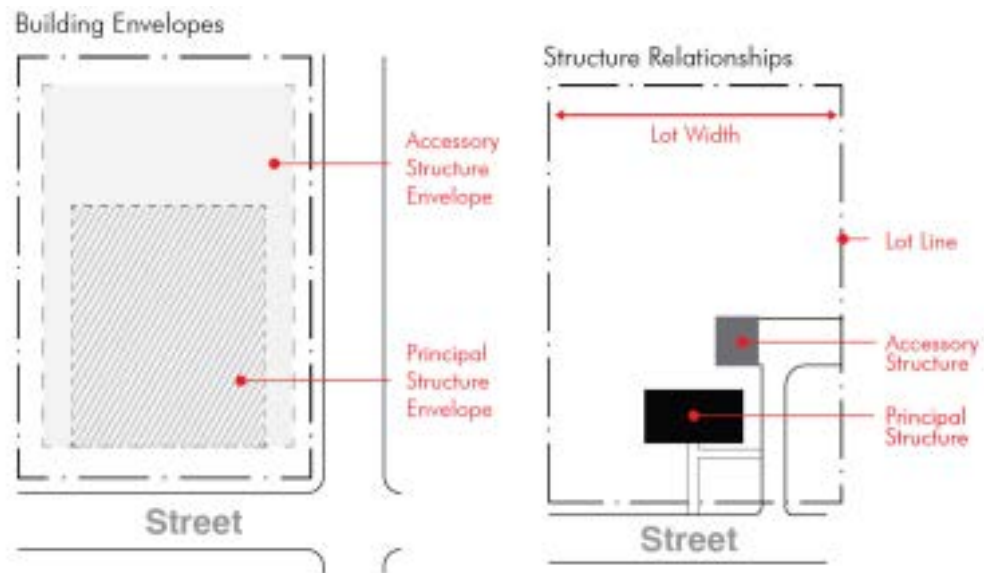 Building Envelopes
Accessory
Structure
Envelope
Principal
Structure
Envelope
Street
Structure Relationships
Lot Width
Lot Line
Accessory
Structure
Principal
Structure
Street